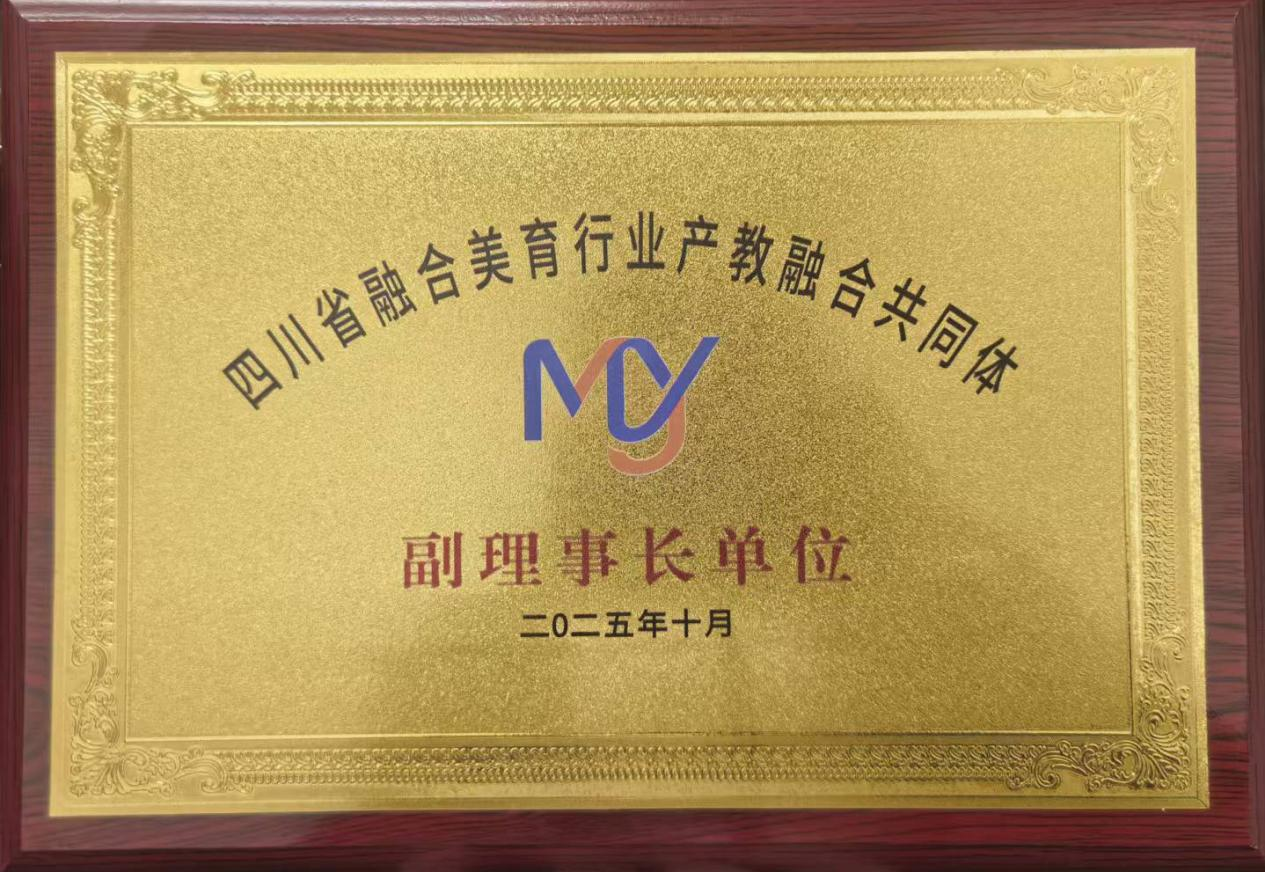 四川省融合美育行业产教融合共同体
MY
副理事长单位
二0二五年十月